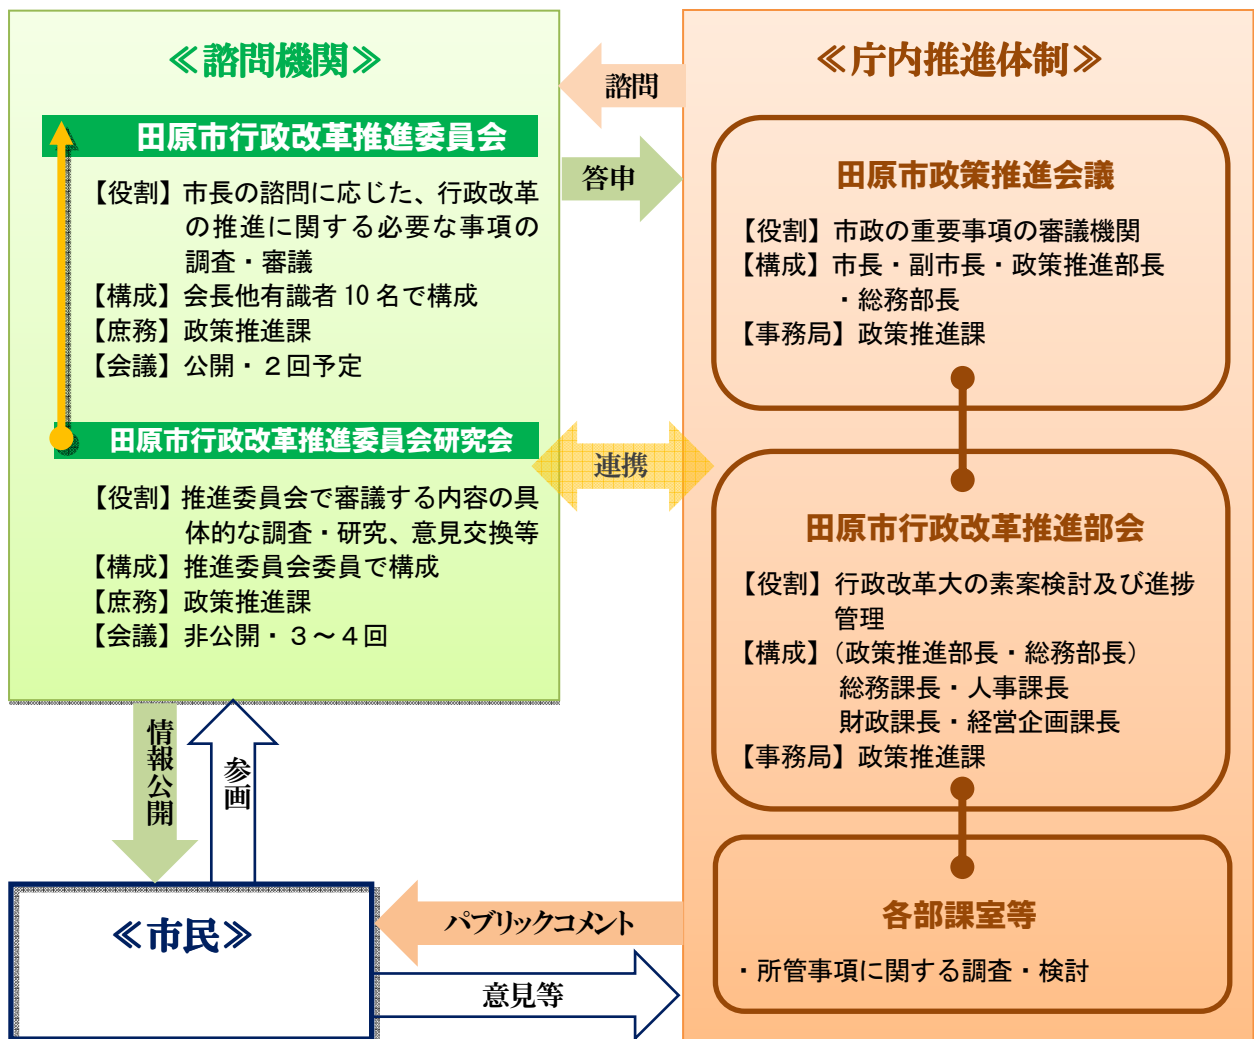 ≪諮問機関≫
田原市行政改革推進委員会
【役割】市長の諮問に応じた、行政改革
の推進に関する必要な事項の
調査・審議
【構成】会長他有識者10名で構成
【庶務】政策推進課
【会議】公開・２回予定
田原市行政改革推進委員会研究会
【役割】推進委員会で審議する内容の具
体的な調査・研究、意見交換等
【構成】推進委員会委員で構成
【庶務】政策推進課
【会議】非公開・３～４回
諮問
答申
連携
≪庁内推進体制≫
田原市政策推進会議
【役割】市政の重要事項の審議機関
【構成】市長・副市長・政策推進部長
・総務部長
【事務局】政策推進課
田原市行政改革推進部会
【役割】行政改革大の素案検討及び進捗
管理
【構成】（政策推進部長・総務部長）
総務課長・人事課長
財政課長・経営企画課長
【事務局】政策推進課
各部課室等
・所管事項に関する調査・検討
情報公開
参画
≪市民≫
パブリックコメント
意見等